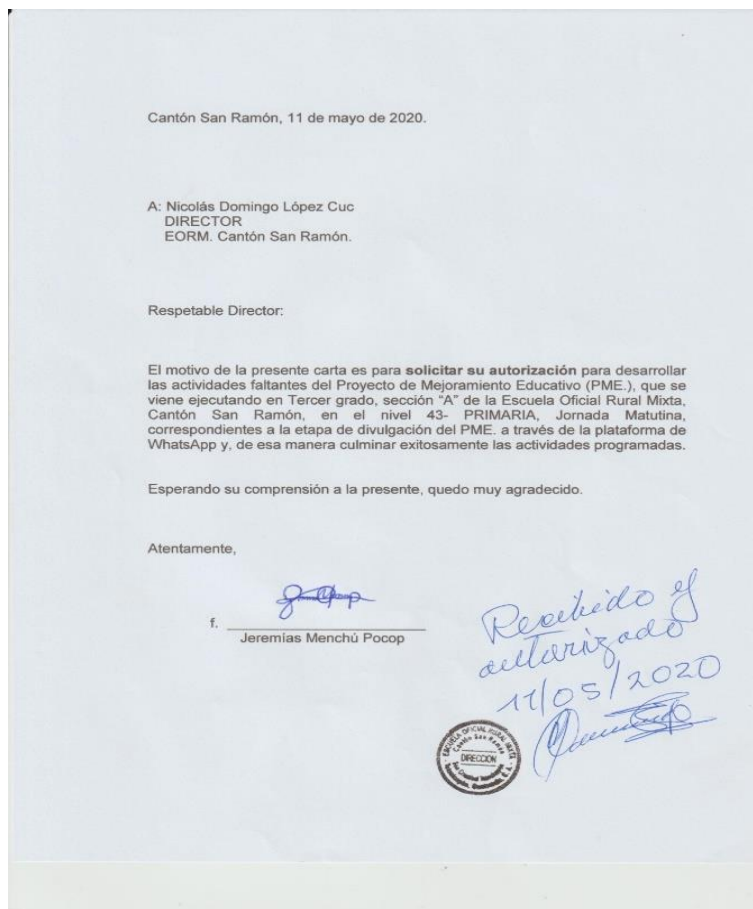 Cantón San Ramón, 11 de mayo de 2020.
A: Nicolás Domingo López Cuc
DIRECTOR
EORM. Cantón San Ramón.
Respetable Director:
El motivo de la presente carta es para solicitar su autorización para desarrollar
las actividades faltantes del Proyecto de Mejoramiento Educativo (PME.), que se
viene ejecutando en Tercer grado, sección “A” de la Escuela Oficial Rural Mixta,
Cantón San Ramón, en el nivel 43- PRIMARIA, Jornada Matutina,
correspondientes a la etapa de divulgación del PME. a través de la plataforma de
WhatsApp y, de esa manera culminar exitosamente las actividades programadas.
Esperando su comprensión a la presente, quedo muy agradecido.
Atentamente,
f.
Jeremías Menchú Pocop
Recibido y
autorizado
11/05/2020
ESCUELA OFICIAL RURAL MIXTA
Cantón San Ramón
DIRECCION